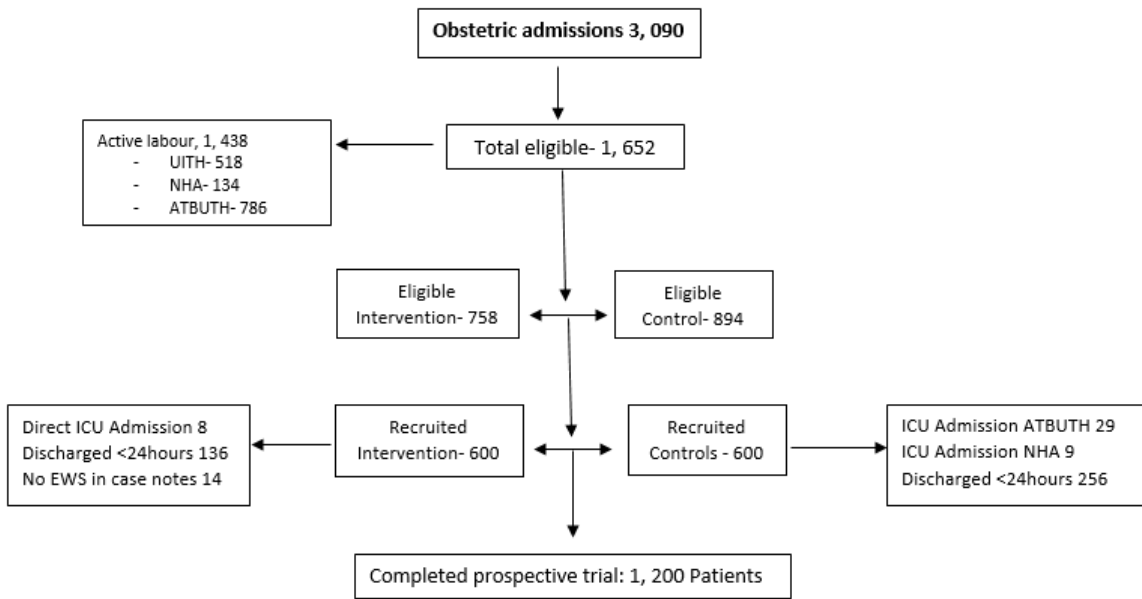 Obstetric admissions 3, 090
Active labour, 1, 438
- UITH- 518
- NHA- 134
- ATBUTH- 786
Total eligible- 1, 652
Eligible
Intervention- 758
Eligible
Control- 894
Direct ICU Admission 8
Discharged <24hours 136
No EWS in case notes 14
Recruited
Intervention- 600
Recruited
Controls - 600
ICU Admission ATBUTH 29
ICU Admission NHA 9
Discharged <24hours 256
Completed prospective trial: 1, 200 Patients